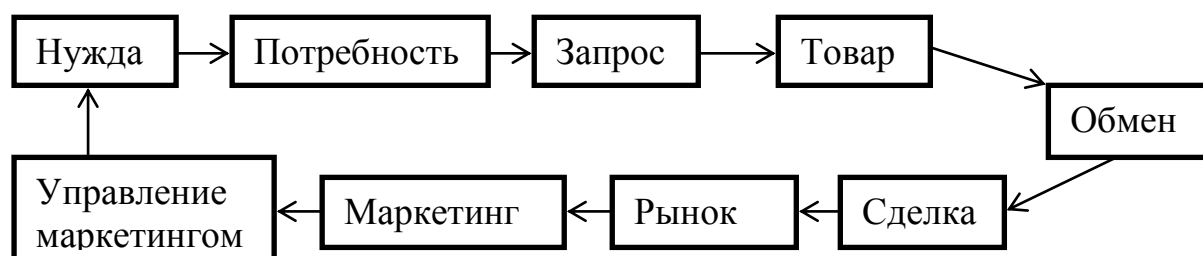 Нужда
Потребность
Запрос
Товар
Обмен
Сделка
Рынок
Маркетинг
Управление
маркетингом